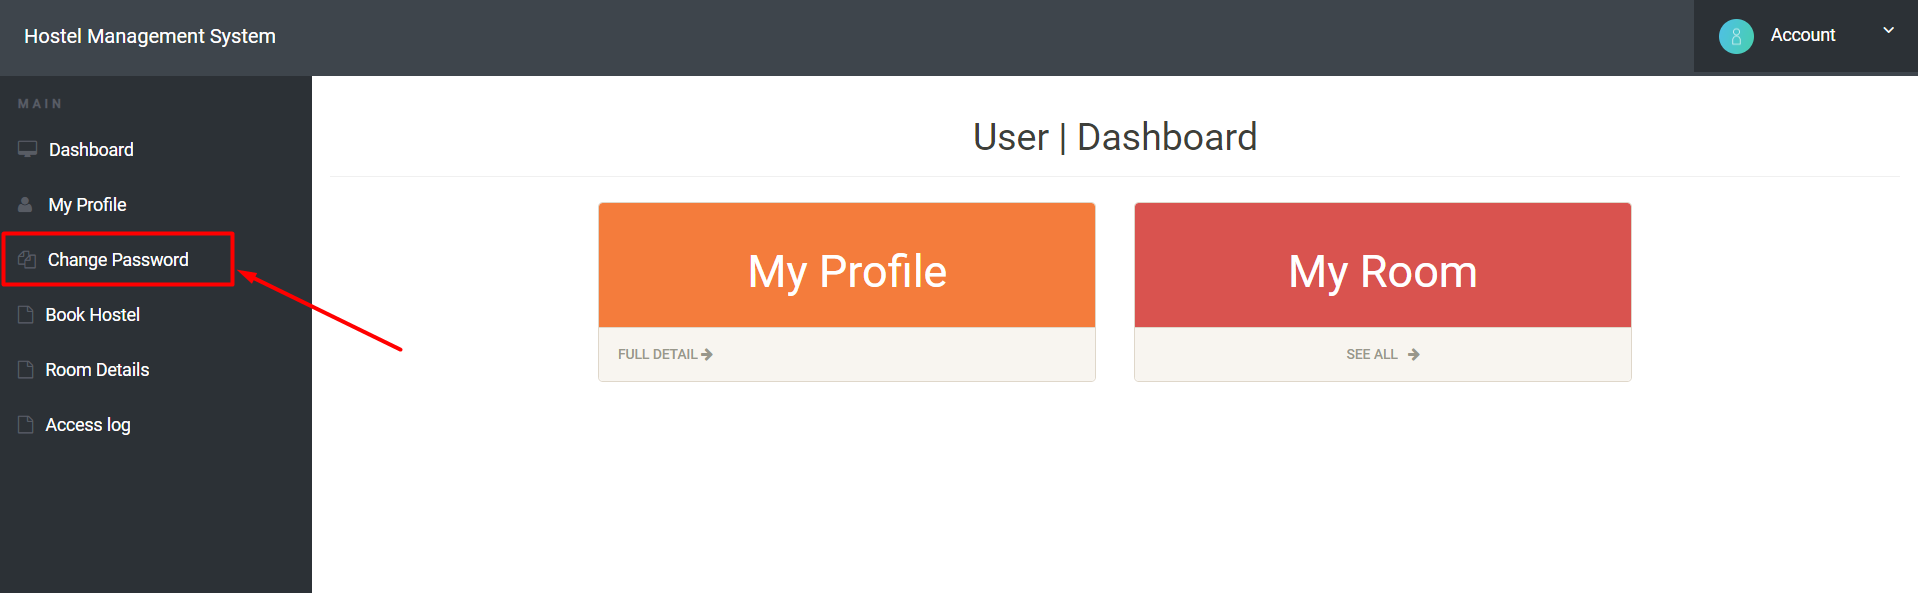 Hostel Management System
Account
MAIN
Dashboard
My Profile
Change Password
Book Hostel
Room Details
Access log
User | Dashboard
My Profile
FULL DETAIL
My Room
SEE ALL